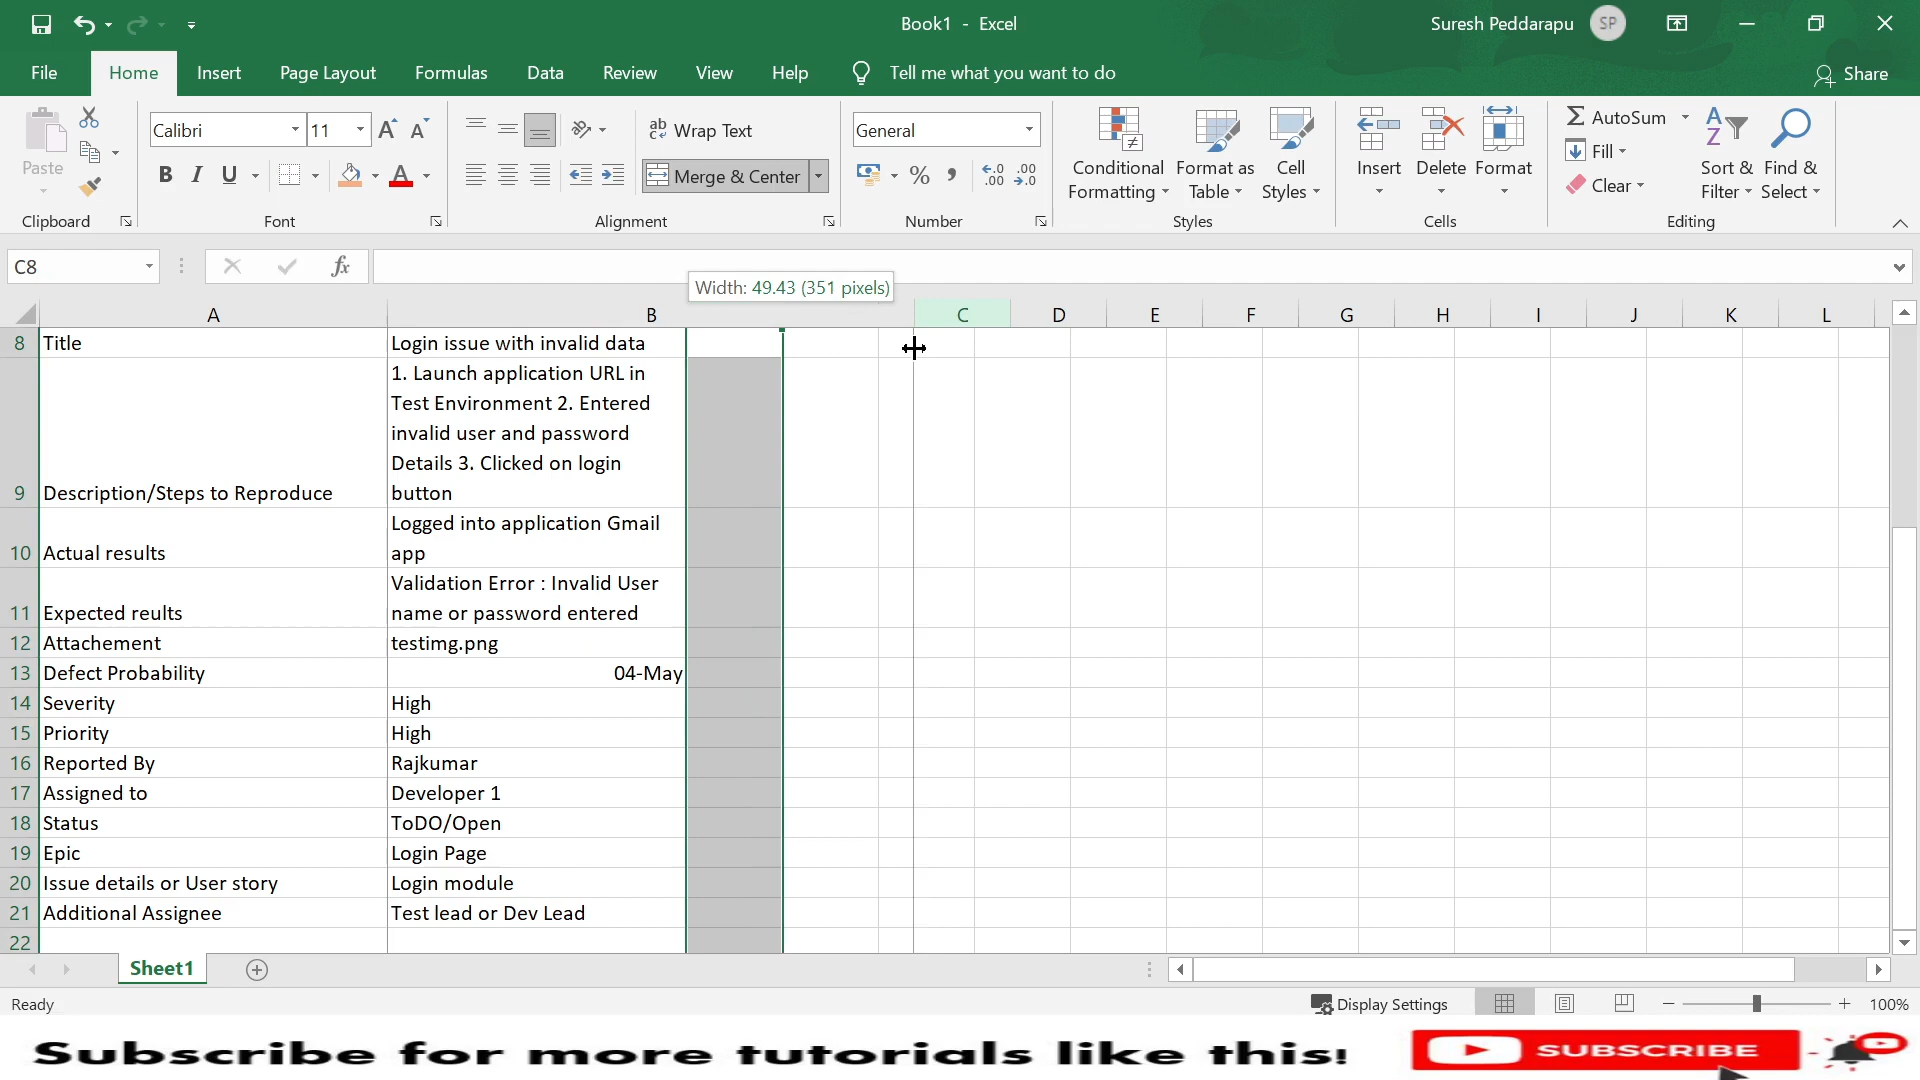 Book1 - Excel
Suresh Peddarapu SP
File Home Insert Page Layout Formulas Data Review View Help Tell me what you want to do Share
Paste
Clipboard
Calibri 11
B I U A
Font
ab Wrap Text
Merge & Center
Alignment
General
% ,
Number
Conditional Formatting
Format as Table
Cell Styles
Styles
Insert Delete Format
Cells
AutoSum
Fill
Clear
Sort & Filter
Find & Select
Editing
C8 fx
Width: 49.43 (351 pixels)
A B C D E F G H I J K L
8 Title Login issue with invalid data
1. Launch application URL in
Test Environment 2. Entered
invalid user and password
Details 3. Clicked on login
9 Description/Steps to Reproduce button
Logged into application Gmail
10 Actual results app
Validation Error : Invalid User
11 Expected reults name or password entered
12 Attachement testimg.png
13 Defect Probability 04-May
14 Severity High
15 Priority High
16 Reported By Rajkumar
17 Assigned to Developer 1
18 Status ToDO/Open
19 Epic Login Page
20 Issue details or User story Login module
21 Additional Assignee Test lead or Dev Lead
22
Sheet1
Ready Display Settings 100%
Subscribe for more tutorials like this! SUBSCRIBE